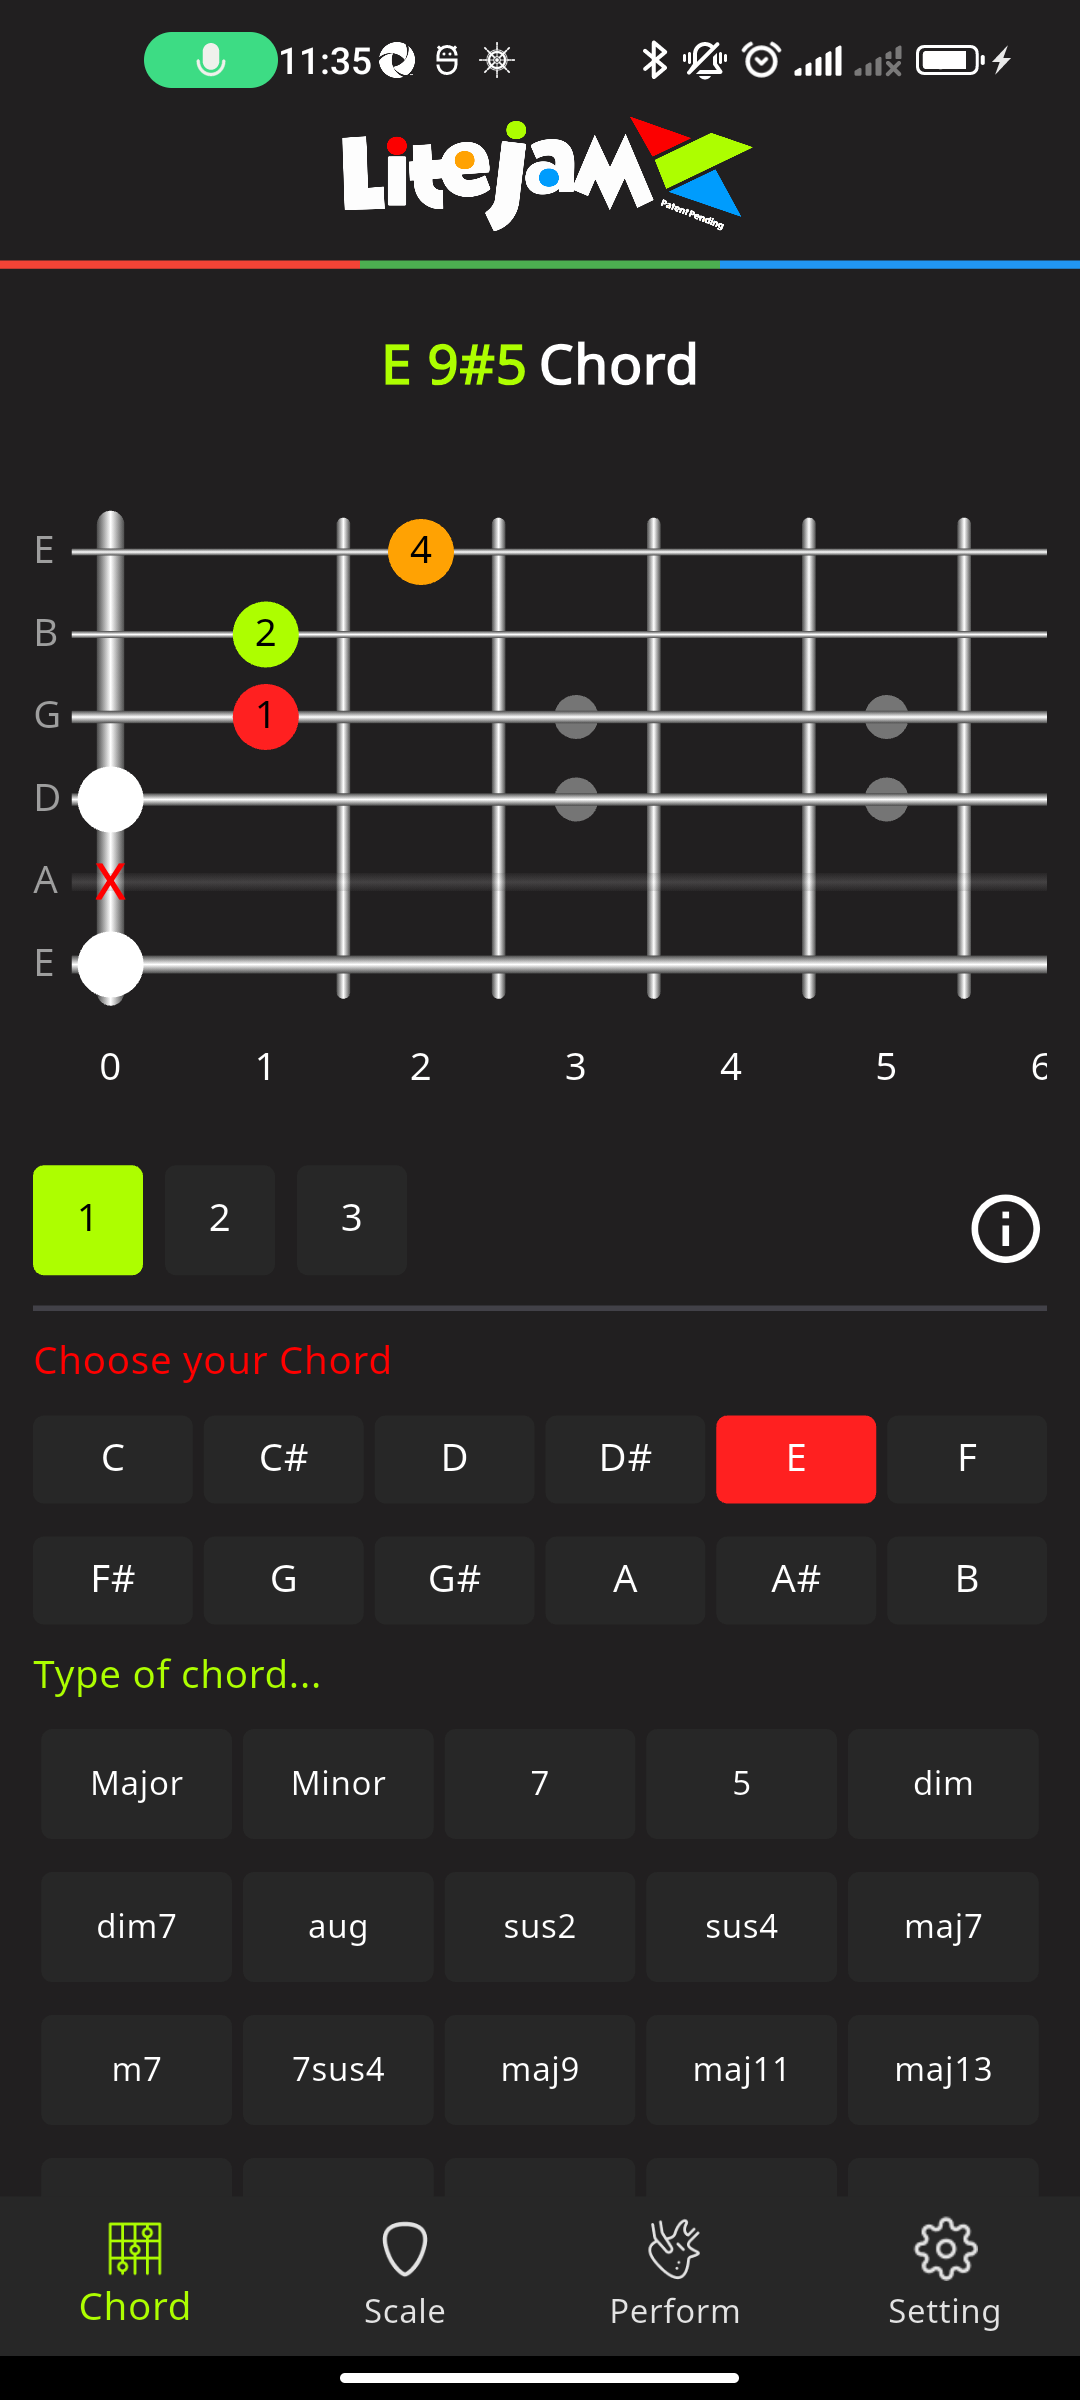 11:35
LiteJam
Patent Pending
E 9#5 Chord
E 4
B 2
G 1
D
A X
E
0 1 2 3 4 5 6
1 2 3
Choose your Chord
C C# D D# E F
F# G G# A A# B
Type of chord...
Major Minor 7 5 dim
dim7 aug sus2 sus4 maj7
m7 7sus4 maj9 maj11 maj13
Chord Scale Perform Setting